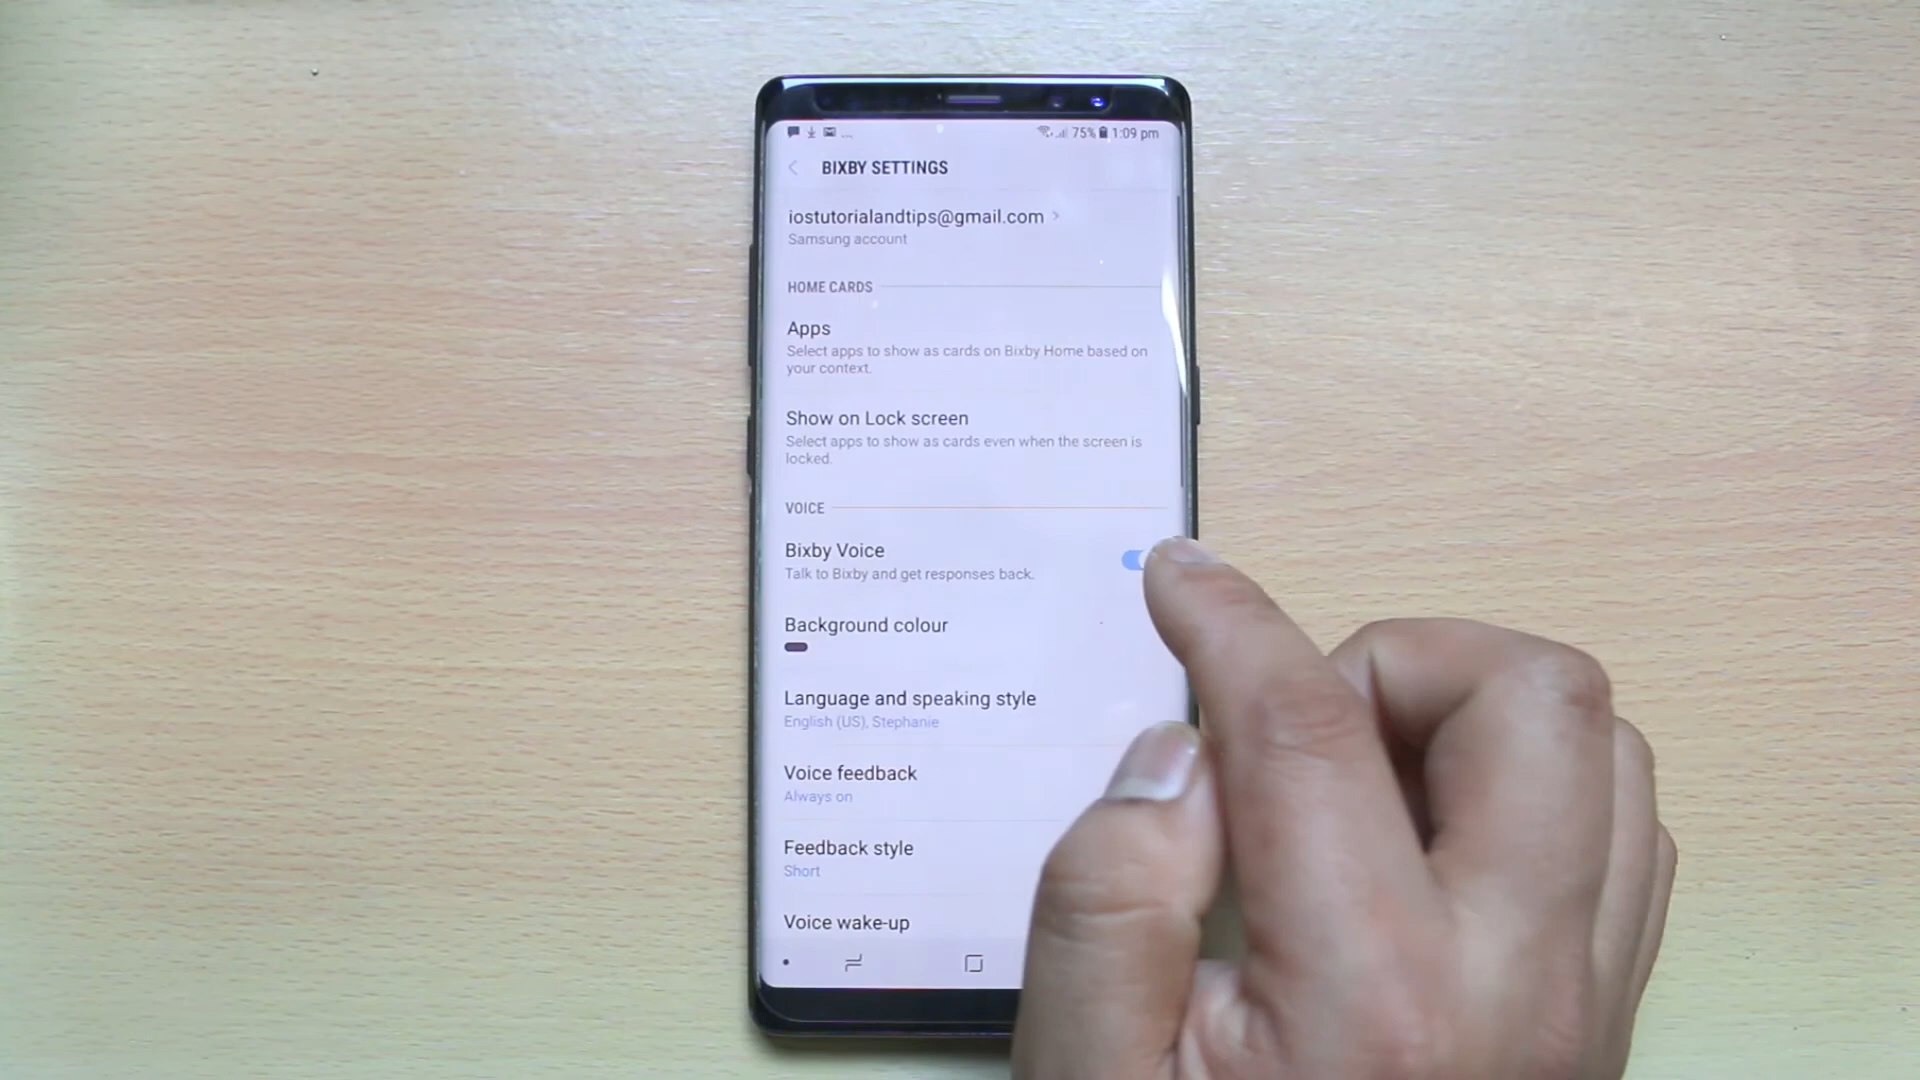 ... 75% 1:09 pm
BIXBY SETTINGS
iostutorialandtips@gmail.com >
Samsung account
HOME CARDS
Apps
Select apps to show as cards on Bixby Home based on
your context.
Show on Lock screen
Select apps to show as cards even when the screen is
locked.
VOICE
Bixby Voice
Talk to Bixby and get responses back.
Background colour
Language and speaking style
English (US), Stephanie
Voice feedback
Always on
Feedback style
Short
Voice wake-up